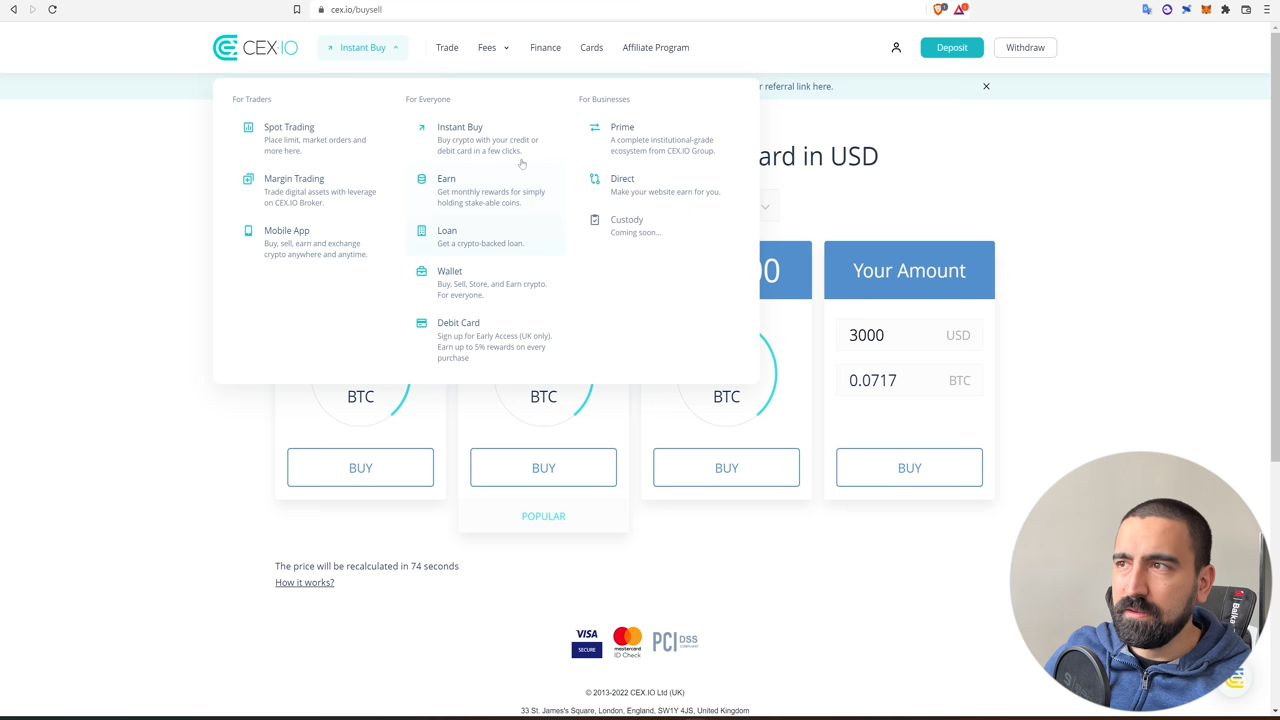 cex.io/buysell
CEX.IO
Instant Buy
Trade
Fees
Finance
Cards
Affiliate Program
Deposit
Withdraw
r referral link here.
For Traders
Spot Trading
Place limit, market orders and
more here.
Margin Trading
Trade digital assets with leverage
on CEX.IO Broker.
Mobile App
Buy, sell, earn and exchange
crypto anywhere and anytime.
For Everyone
Instant Buy
Buy crypto with your credit or
debit card in a few clicks.
Earn
Get monthly rewards for simply
holding stake-able coins.
Loan
Get a crypto-backed loan.
Wallet
Buy, Sell, Store, and Earn crypto.
For everyone.
Debit Card
Sign up for Early Access (UK only).
Earn up to 5% rewards on every
purchase
For Businesses
Prime
A complete institutional-grade
ecosystem from CEX.IO Group.
Direct
Make your website earn for you.
Custody
Coming soon...
ard in USD
00
Your Amount
3000 USD
0.0717 BTC
BTC
BTC
BTC
BUY
BUY
BUY
BUY
POPULAR
The price will be recalculated in 74 seconds
How it works?
VISA
SECURE
mastercard
ID Check
PCI DSS
COMPLIANT
© 2013-2022 CEX.IO Ltd (UK)
33 St. James's Square, London, England, SW1Y 4JS, United Kingdom